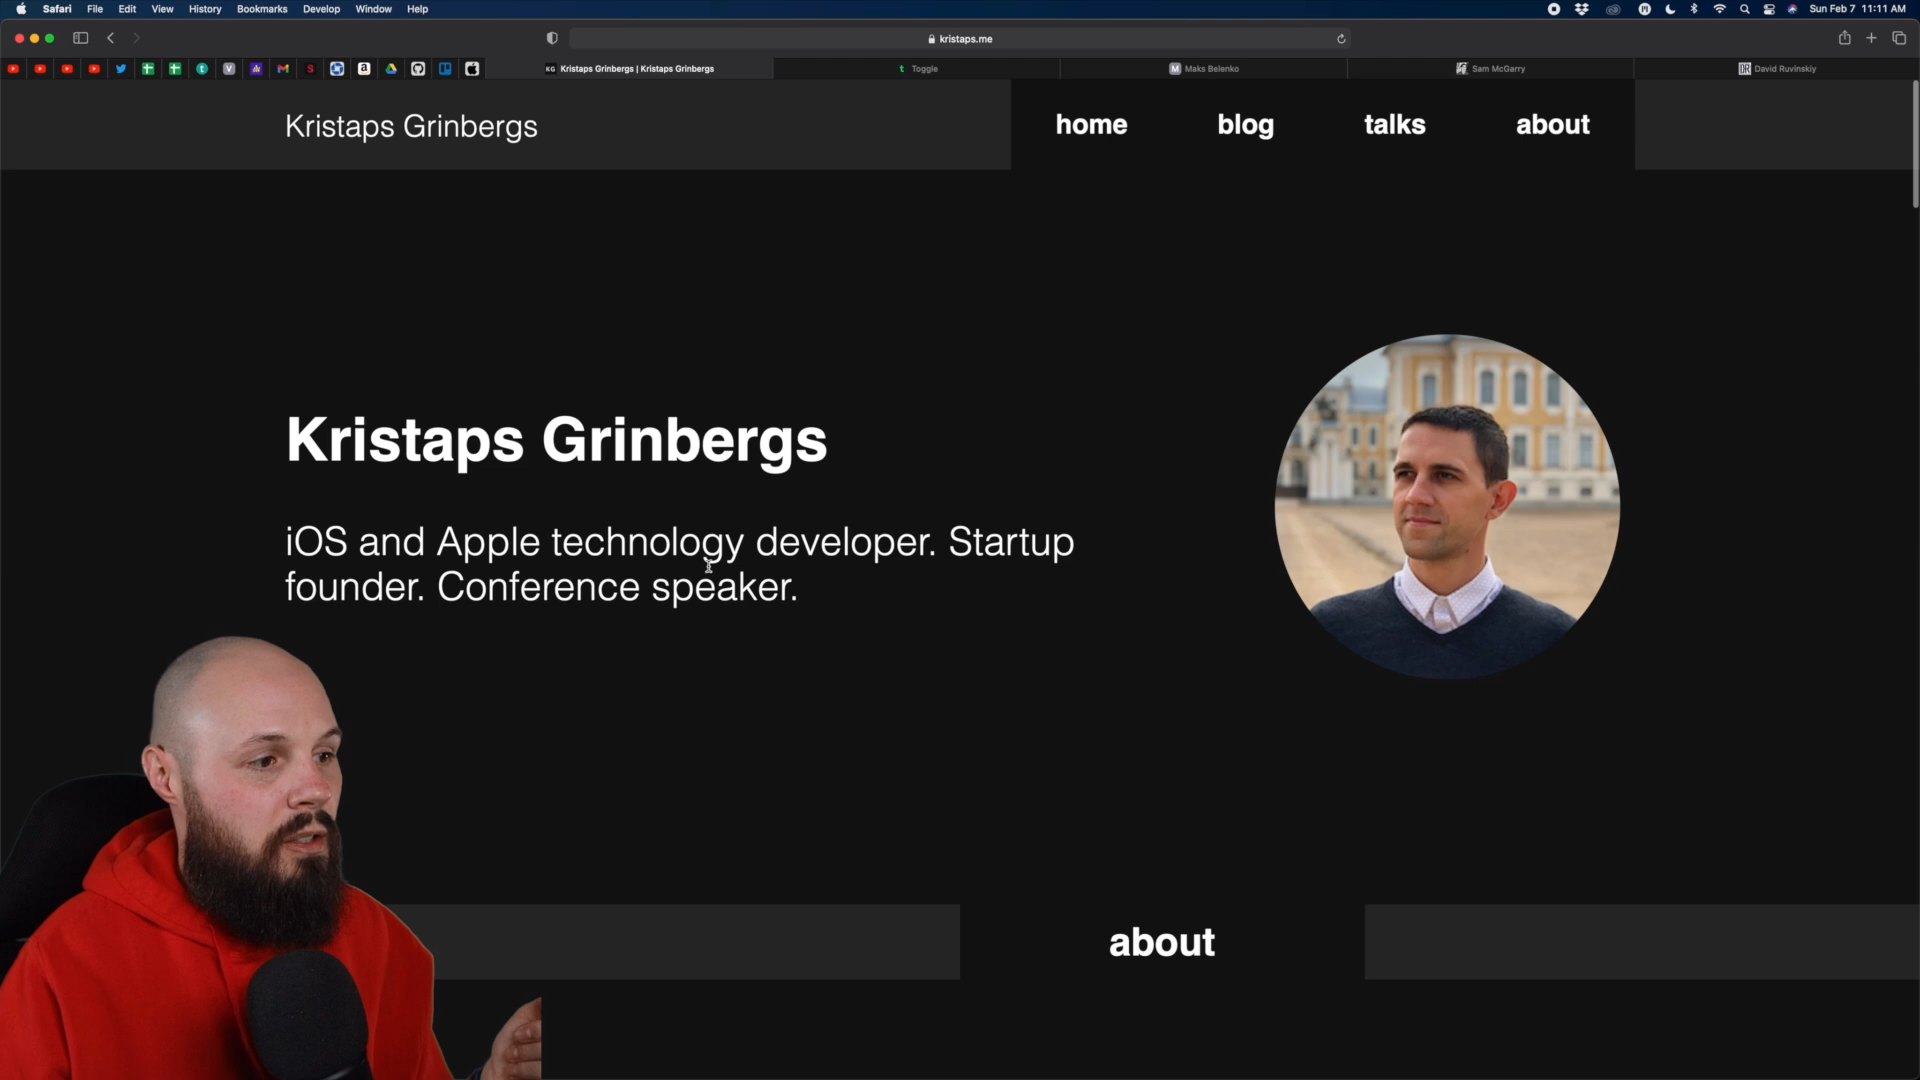 Safari File Edit View History Bookmarks Develop Window Help
Sun Feb 7 11:11 AM
kristaps.me
KG Kristaps Grinbergs | Kristaps Grinbergs
t Toggle
M Maks Belenko
Sam McGarry
DR David Ruvinskiy
Kristaps Grinbergs
home blog talks about
Kristaps Grinbergs
iOS and Apple technology developer. Startup
founder. Conference speaker.
about